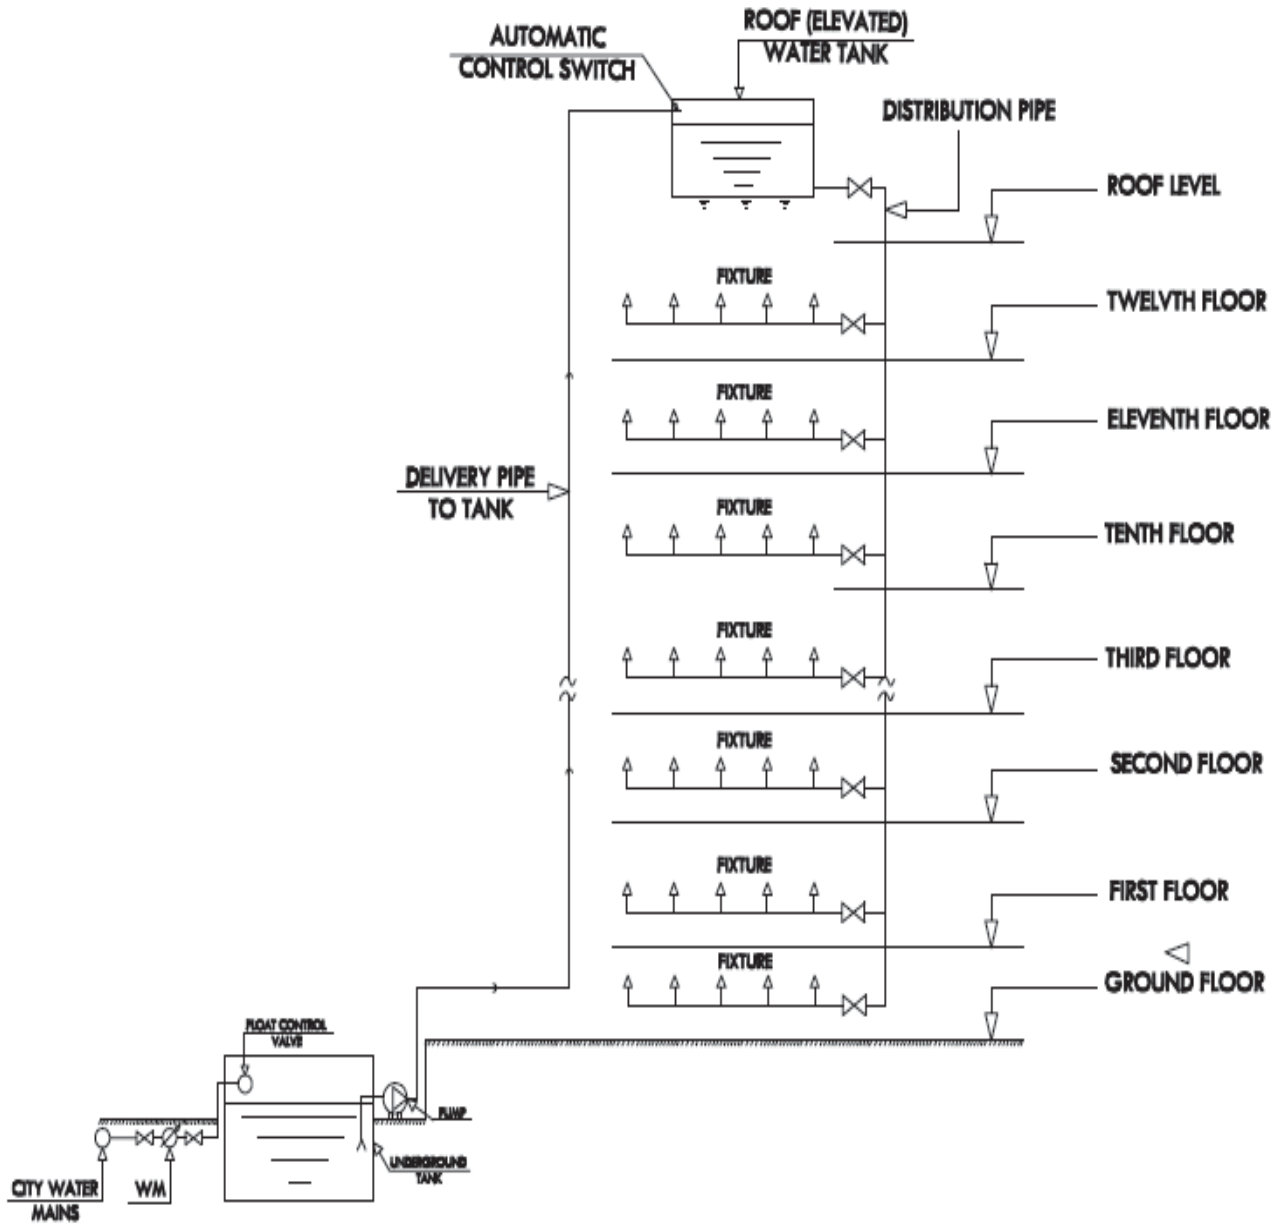 AUTOMATIC
CONTROL SWITCH
ROOF (ELEVATED)
WATER TANK
DISTRIBUTION PIPE
ROOF LEVEL
FIXTURE
TWELVTH FLOOR
FIXTURE
ELEVENTH FLOOR
DELIVERY PIPE
TO TANK
FIXTURE
TENTH FLOOR
FIXTURE
THIRD FLOOR
FIXTURE
SECOND FLOOR
FIXTURE
FIRST FLOOR
FIXTURE
GROUND FLOOR
FLOAT CONTROL
VALVE
PUMP
UNDERGROUND
TANK
CITY WATER
MAINS
WM